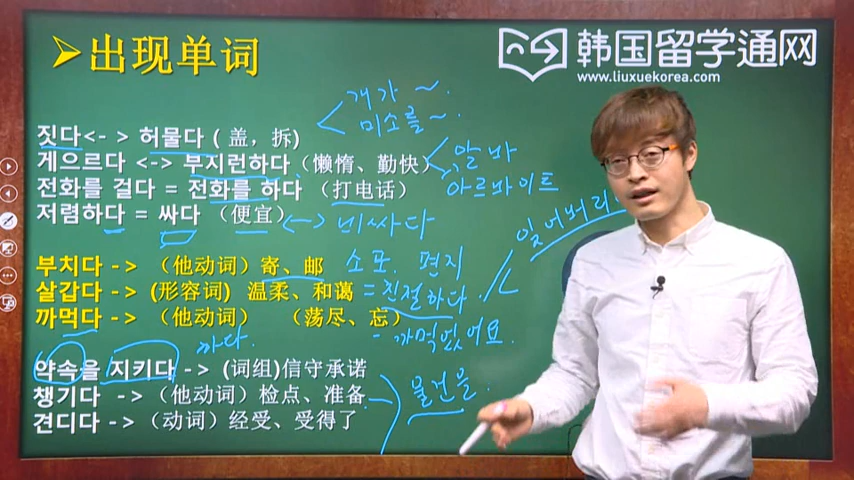 ➤出现单词
韩国留学通网
www.liuxuekorea.com
개가 ~.
미소를 ~.
짓다<- > 허물다 ( 盖，拆)
게으르다 <-> 부지런하다（懒惰、勤快）
알바
아르바이트
전화를 걸다 = 전화를 하다 （打电话）
저렴하다 = 싸다 （便宜）<-> 비싸다
잃어버리
부치다 - > （他动词）寄、邮 소포. 편지
살갑다 - > (形容词) 温柔、和蔼 = 친절하다.
까먹다 - > （他动词） （荡尽、忘）
- 까먹었어요.
까다.
약속을 지키다 -> (词组)信守承诺
챙기다 -> （他动词）检点、准备
물건을.
견디다 - > （动词）经受、受得了